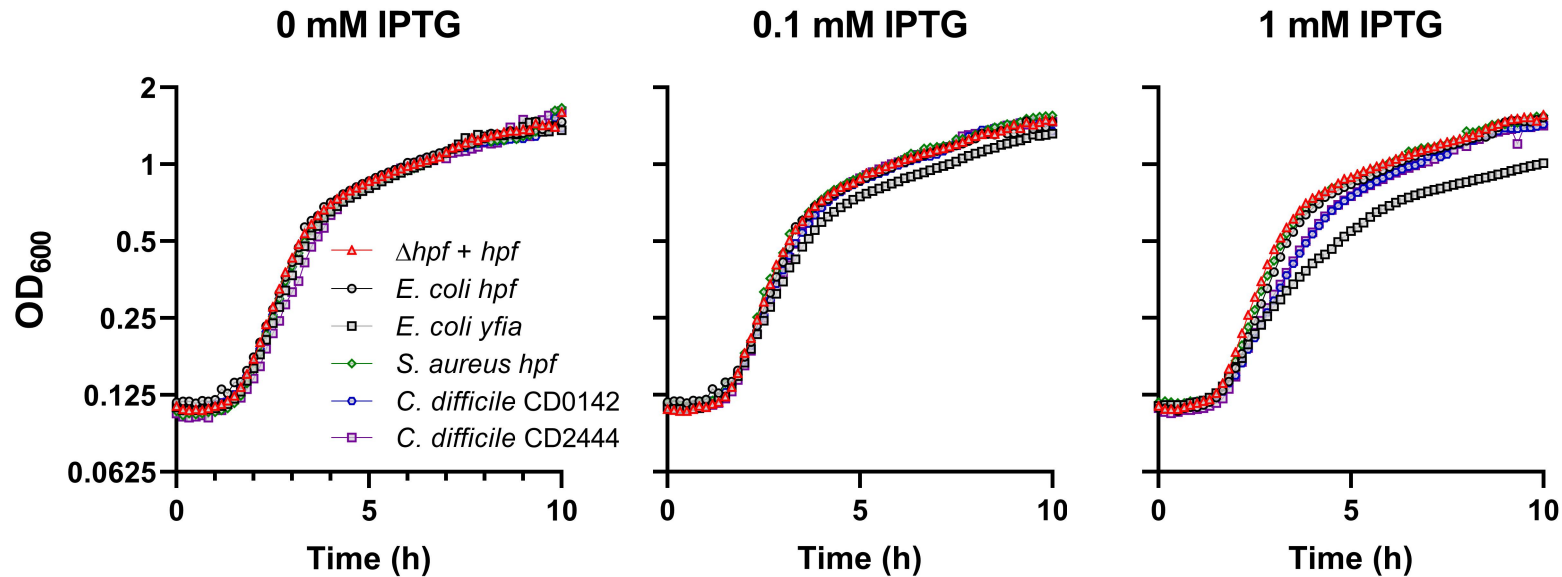 0 mM IPTG
0.1 mM IPTG
1 mM IPTG
OD600
2
1
0.5
0.25
0.125
0.0625
Δhpf + hpf
E. coli hpf
E. coli yfia
S. aureus hpf
C. difficile CD0142
C. difficile CD2444
0 5 10
0 5 10
0 5 10
Time (h)
Time (h)
Time (h)